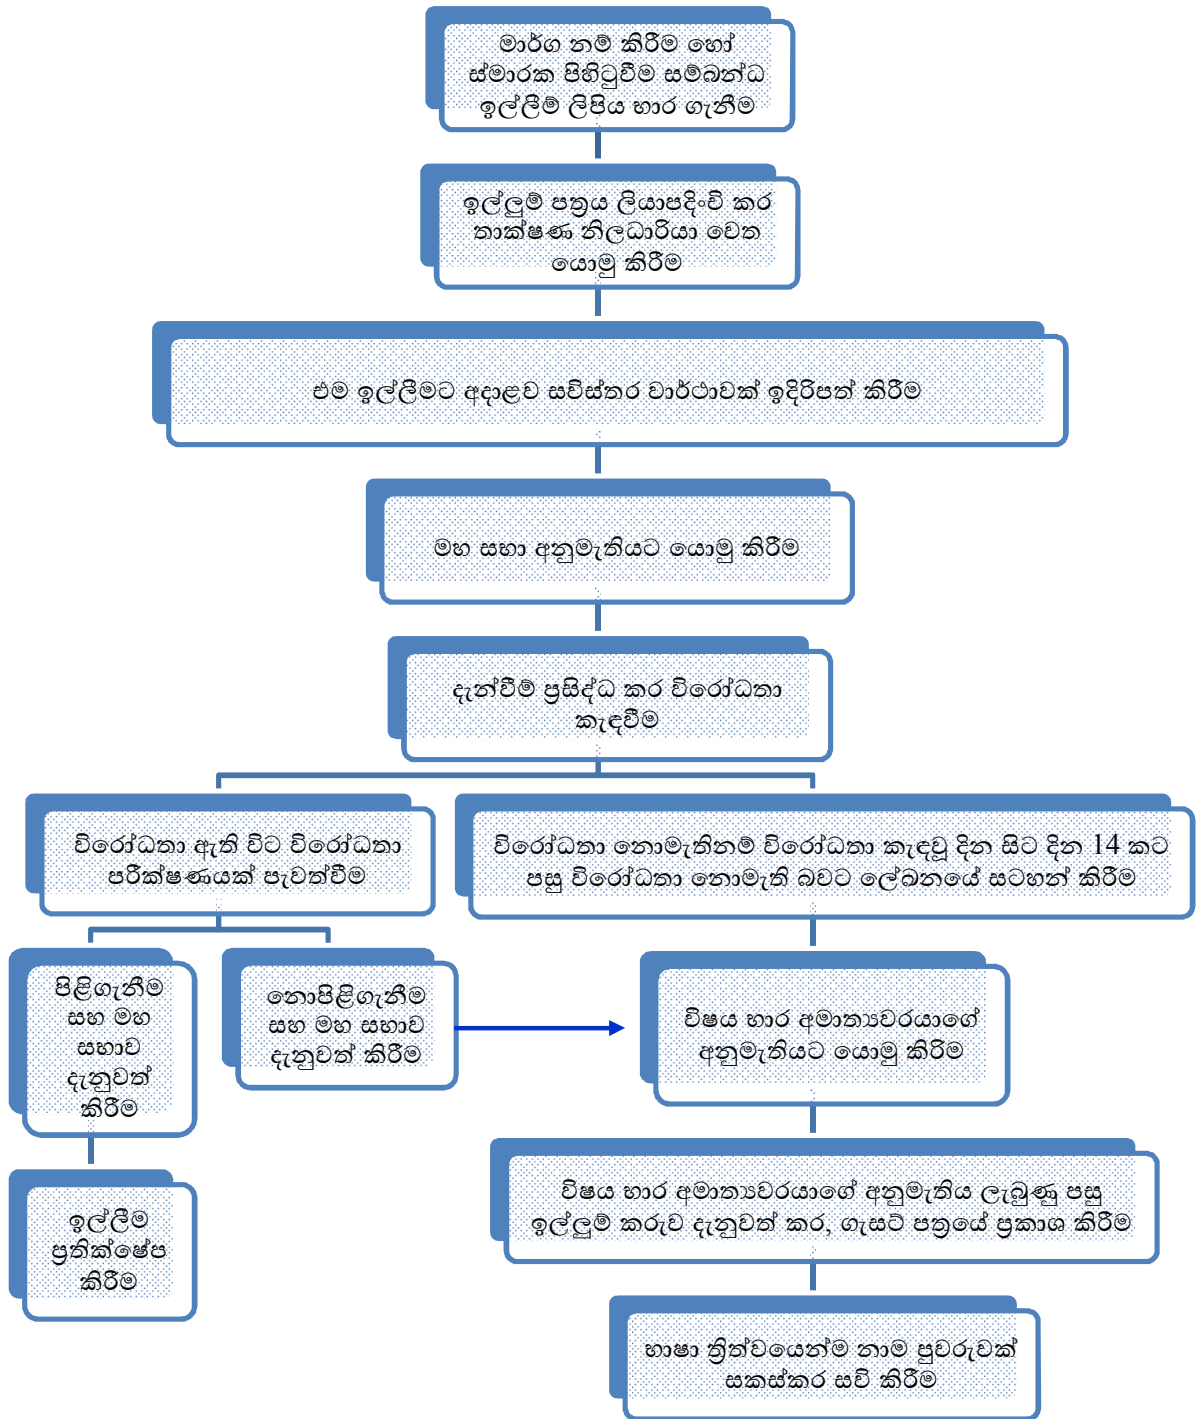 මාර්ග නම් කිරීම හෝ
ස්මාරක පිහිටුවීම සම්බන්ධ
ඉල්ලීම් ලිපිය භාර ගැනීම
ඉල්ලුම් පත්‍රය ලියාපදිංචි කර
තාක්ෂණ නිලධාරියා වෙත
යොමු කිරීම
එම ඉල්ලීමට අදාළව සවිස්තර වාර්ථාවක් ඉදිරිපත් කිරීම
මහ සභා අනුමැතියට යොමු කිරීම
දැන්වීම් ප්‍රසිද්ධ කර විරෝධතා
කැඳවීම
විරෝධතා ඇති විට විරෝධතා
පරීක්ෂණයක් පැවත්වීම
විරෝධතා නොමැතිනම් විරෝධතා කැඳවූ දින සිට දින 14 කට
පසු විරෝධතා නොමැති බවට ලේඛනයේ සටහන් කිරීම
පිළිගැනීම
සහ මහ
සභාව
දැනුවත්
කිරීම
නොපිළිගැනීම
සහ මහ සභාව
දැනුවත් කිරීම
විෂය භාර අමාත්‍යවරයාගේ
අනුමැතියට යොමු කිරිම
ඉල්ලීම
ප්‍රතික්ෂේප
කිරීම
විෂය භාර අමාත්‍යවරයාගේ අනුමැතිය ලැබුණු පසු
ඉල්ලුම් කරුව දැනුවත් කර, ගැසට් පත්‍රයේ ප්‍රකාශ කිරීම
භාෂා ත්‍රිත්වයෙන්ම නාම පුවරුවක්
සකස්කර සවි කිරීම